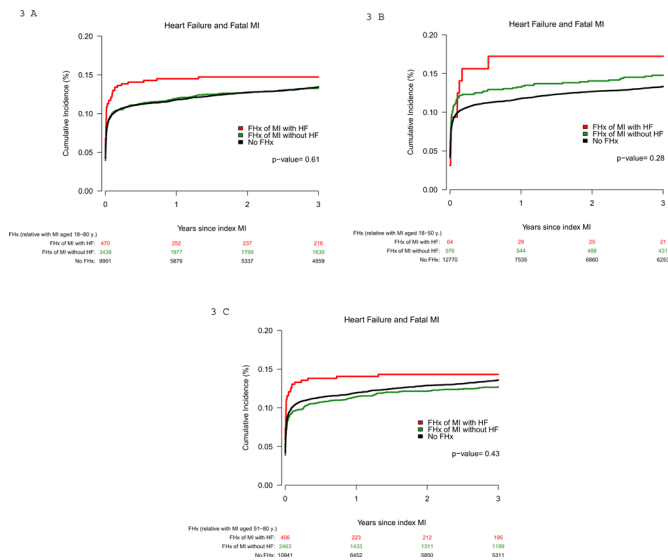 3 A
Heart Failure and Fatal MI
Cumulative Incidence (%)
0.20
0.15
0.10
0.05
0.00
FHx of MI with HF
FHx of MI without HF
No FHx
p-value= 0.61
0 1 2 3
Years since index MI
FHx (relative with MI aged 18-80 y.)
FHx of MI with HF: 470 252 237 216
FHx of MI without HF: 3439 1977 1799 1630
No FHx: 9901 5879 5337 4859
3 B
Heart Failure and Fatal MI
Cumulative Incidence (%)
0.20
0.15
0.10
0.05
0.00
FHx of MI with HF
FHx of MI without HF
No FHx
p-value= 0.28
0 1 2 3
Years since index MI
FHx (relative with MI aged 18-50 y.)
FHx of MI with HF: 64 29 25 21
FHx of MI without HF: 976 544 488 431
No FHx: 12770 7535 6860 6253
3 C
Heart Failure and Fatal MI
Cumulative Incidence (%)
0.20
0.15
0.10
0.05
0.00
FHx of MI with HF
FHx of MI without HF
No FHx
p-value= 0.43
0 1 2 3
Years since index MI
FHx (relative with MI aged 51-80 y.)
FHx of MI with HF: 406 223 212 195
FHx of MI without HF: 2463 1433 1311 1199
No FHx: 10941 6452 5850 5311